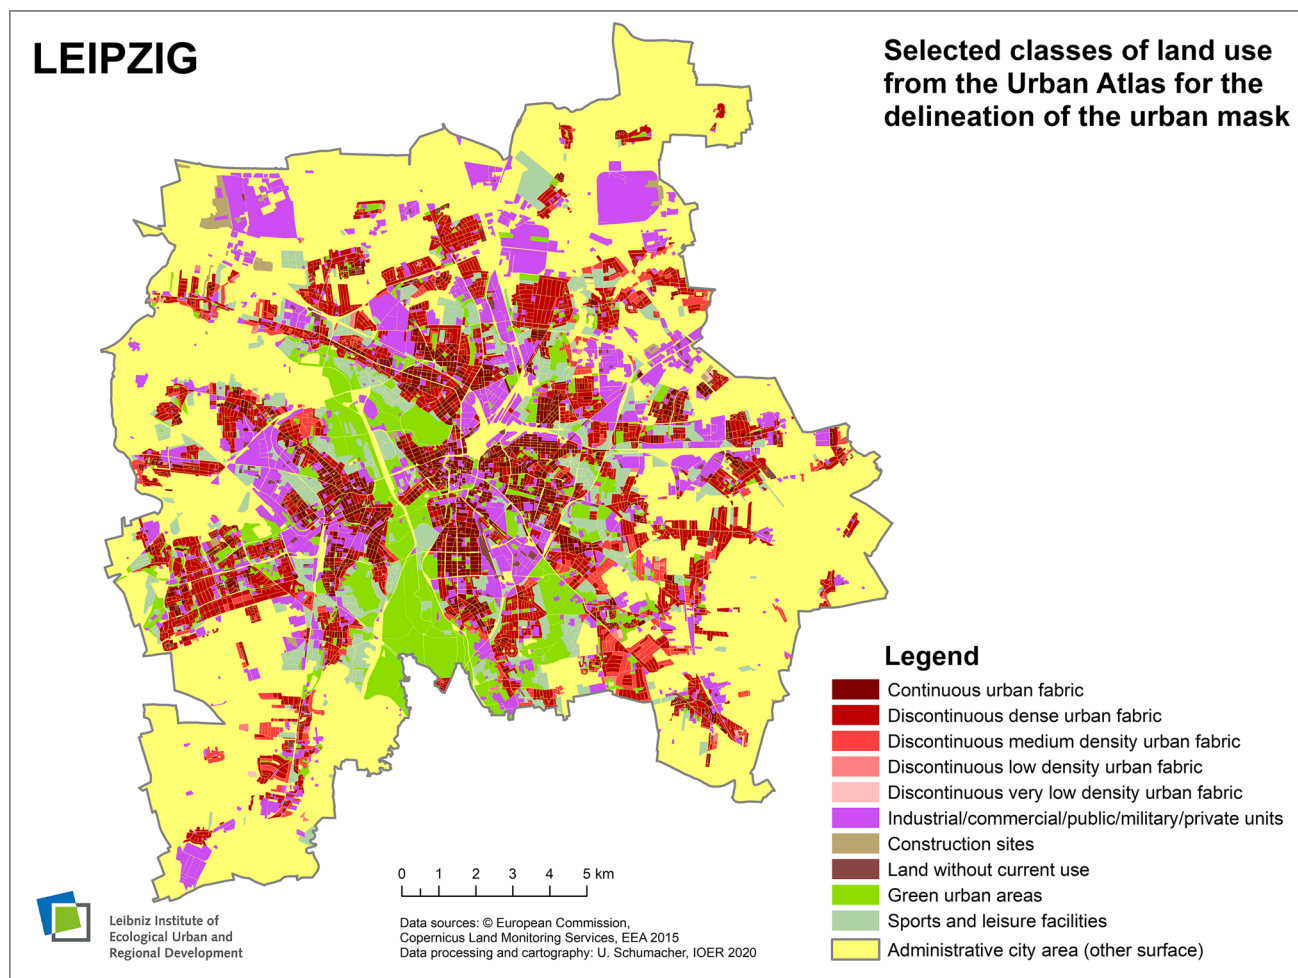 LEIPZIG
Selected classes of land use
from the Urban Atlas for the
delineation of the urban mask
Legend
Continuous urban fabric
Discontinuous dense urban fabric
Discontinuous medium density urban fabric
Discontinuous low density urban fabric
Discontinuous very low density urban fabric
Industrial/commercial/public/military/private units
Construction sites
Land without current use
Green urban areas
Sports and leisure facilities
Administrative city area (other surface)
0 1 2 3 4 5 km
Data sources: © European Commission,
Copernicus Land Monitoring Services, EEA 2015
Data processing and cartography: U. Schumacher, IOER 2020
Leibniz Institute of
Ecological Urban and
Regional Development